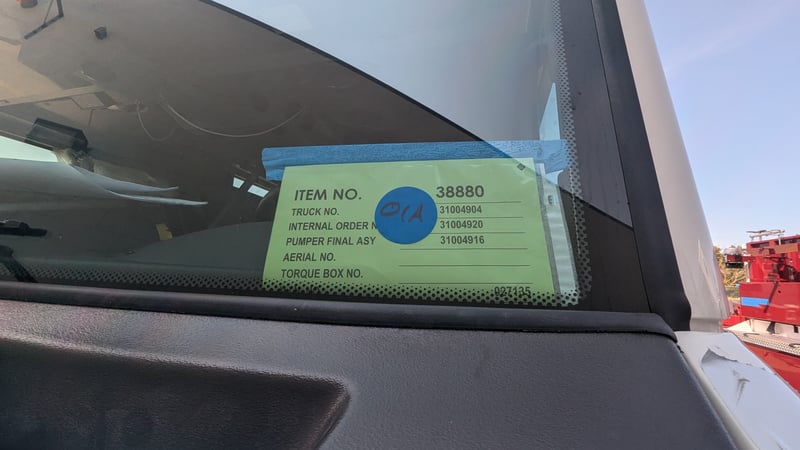 ITEM NO. 38880
TRUCK NO. 31004904
INTERNAL ORDER N 31004920
PUMPER FINAL ASY 31004916
AERIAL NO.
TORQUE BOX NO.
027135